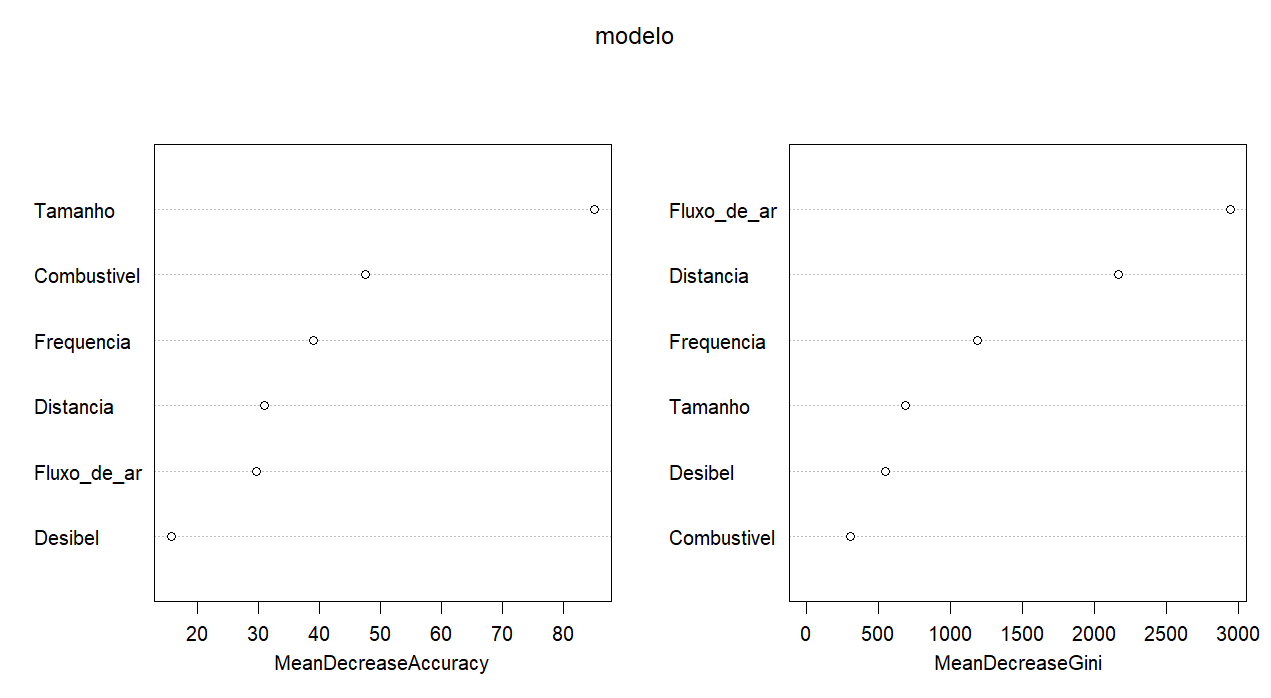 modelo
Tamanho
Combustivel
Frequencia
Distancia
Fluxo_de_ar
Desibel
20 30 40 50 60 70 80
MeanDecreaseAccuracy
Fluxo_de_ar
Distancia
Frequencia
Tamanho
Desibel
Combustivel
0 500 1000 1500 2000 2500 3000
MeanDecreaseGini